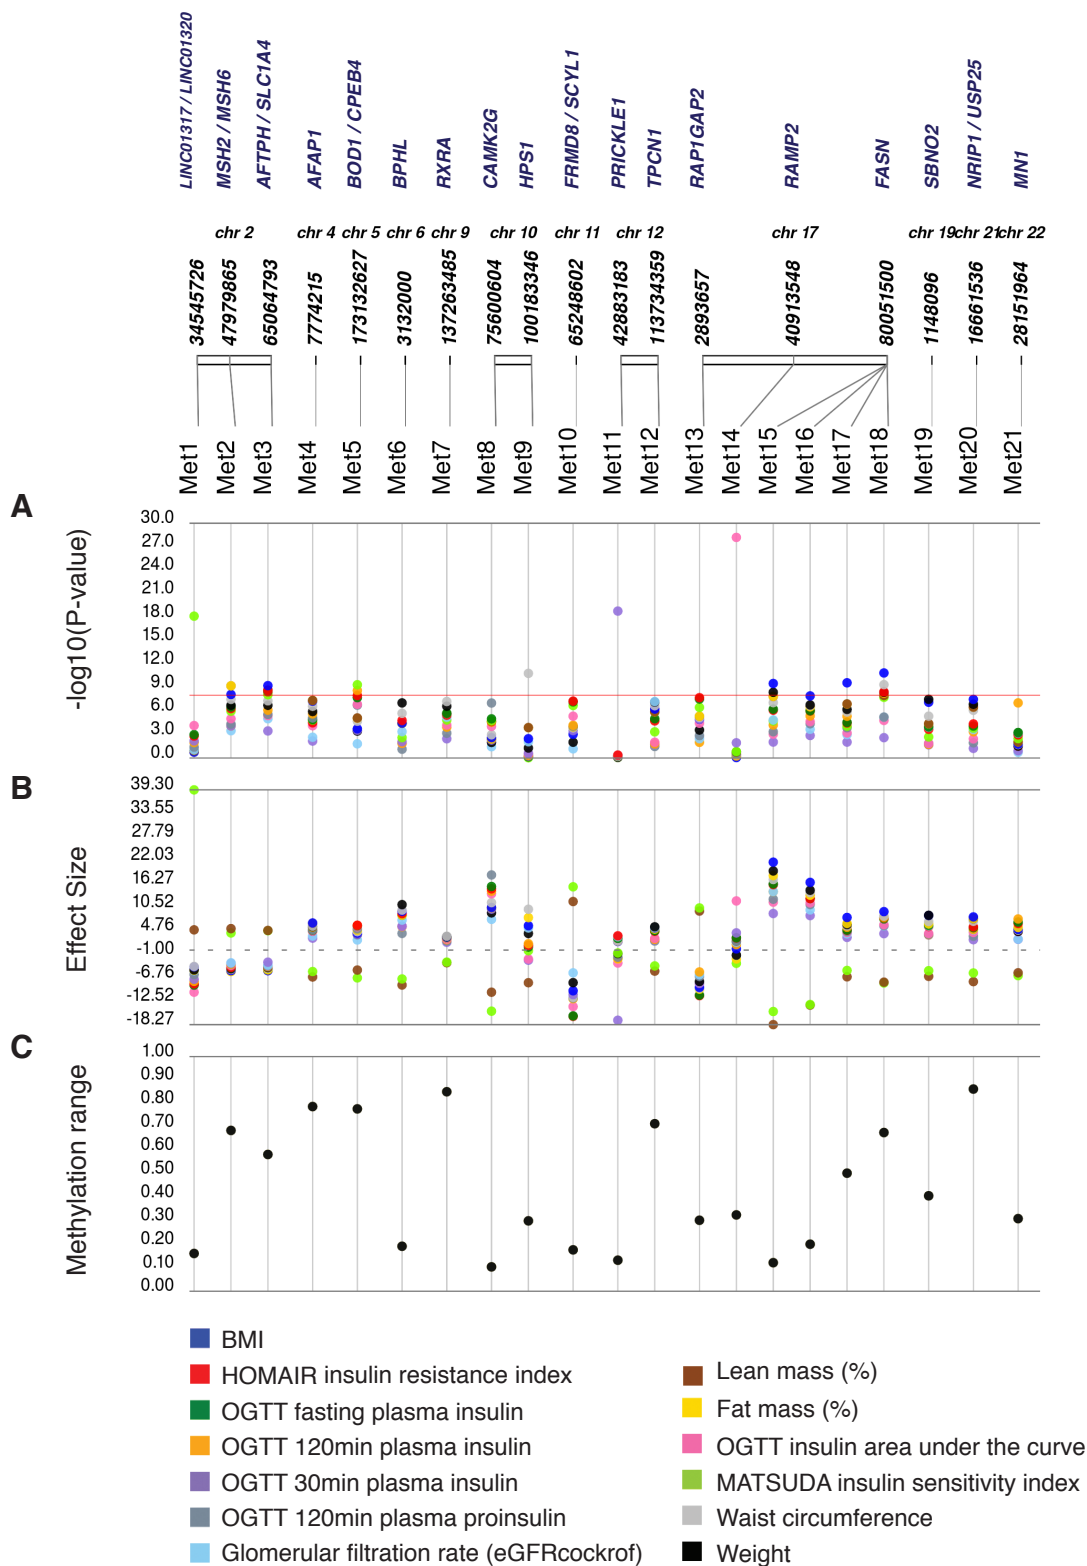 LINC01317 / LINC01320
MSH2 / MSH6
AFTPH / SLC1A4
AFAP1
BOD1 / CPEB4
BPHL
RXRA
CAMK2G
HPS1
FRMD8 / SCYL1
PRICKLE1
TPCN1
RAP1GAP2
RAMP2
FASN
SBNO2
NRIP1 / USP25
MN1
chr 2 chr 4 chr 5 chr 6 chr 9 chr 10 chr 11 chr 12 chr 17 chr 19 chr 21 chr 22
34545726
47979865
65064793
7774215
173132627
3132000
137263485
75600604
100183346
65248602
42883183
113734359
2893657
40913548
80051500
1148096
16661536
28151964
Met1
Met2
Met3
Met4
Met5
Met6
Met7
Met8
Met9
Met10
Met11
Met12
Met13
Met14
Met15
Met16
Met17
Met18
Met19
Met20
Met21
A
-log10(P-value)
30.0
27.0
24.0
21.0
18.0
15.0
12.0
9.0
6.0
3.0
0.0
B
Effect Size
39.30
33.55
27.79
22.03
16.27
10.52
4.76
-1.00
-6.76
-12.52
-18.27
C
Methylation range
1.00
0.90
0.80
0.70
0.60
0.50
0.40
0.30
0.20
0.10
0.00
BMI
HOMAIR insulin resistance index
OGTT fasting plasma insulin
OGTT 120min plasma insulin
OGTT 30min plasma insulin
OGTT 120min plasma proinsulin
Glomerular filtration rate (eGFRcockrof)
Lean mass (%)
Fat mass (%)
OGTT insulin area under the curve
MATSUDA insulin sensitivity index
Waist circumference
Weight